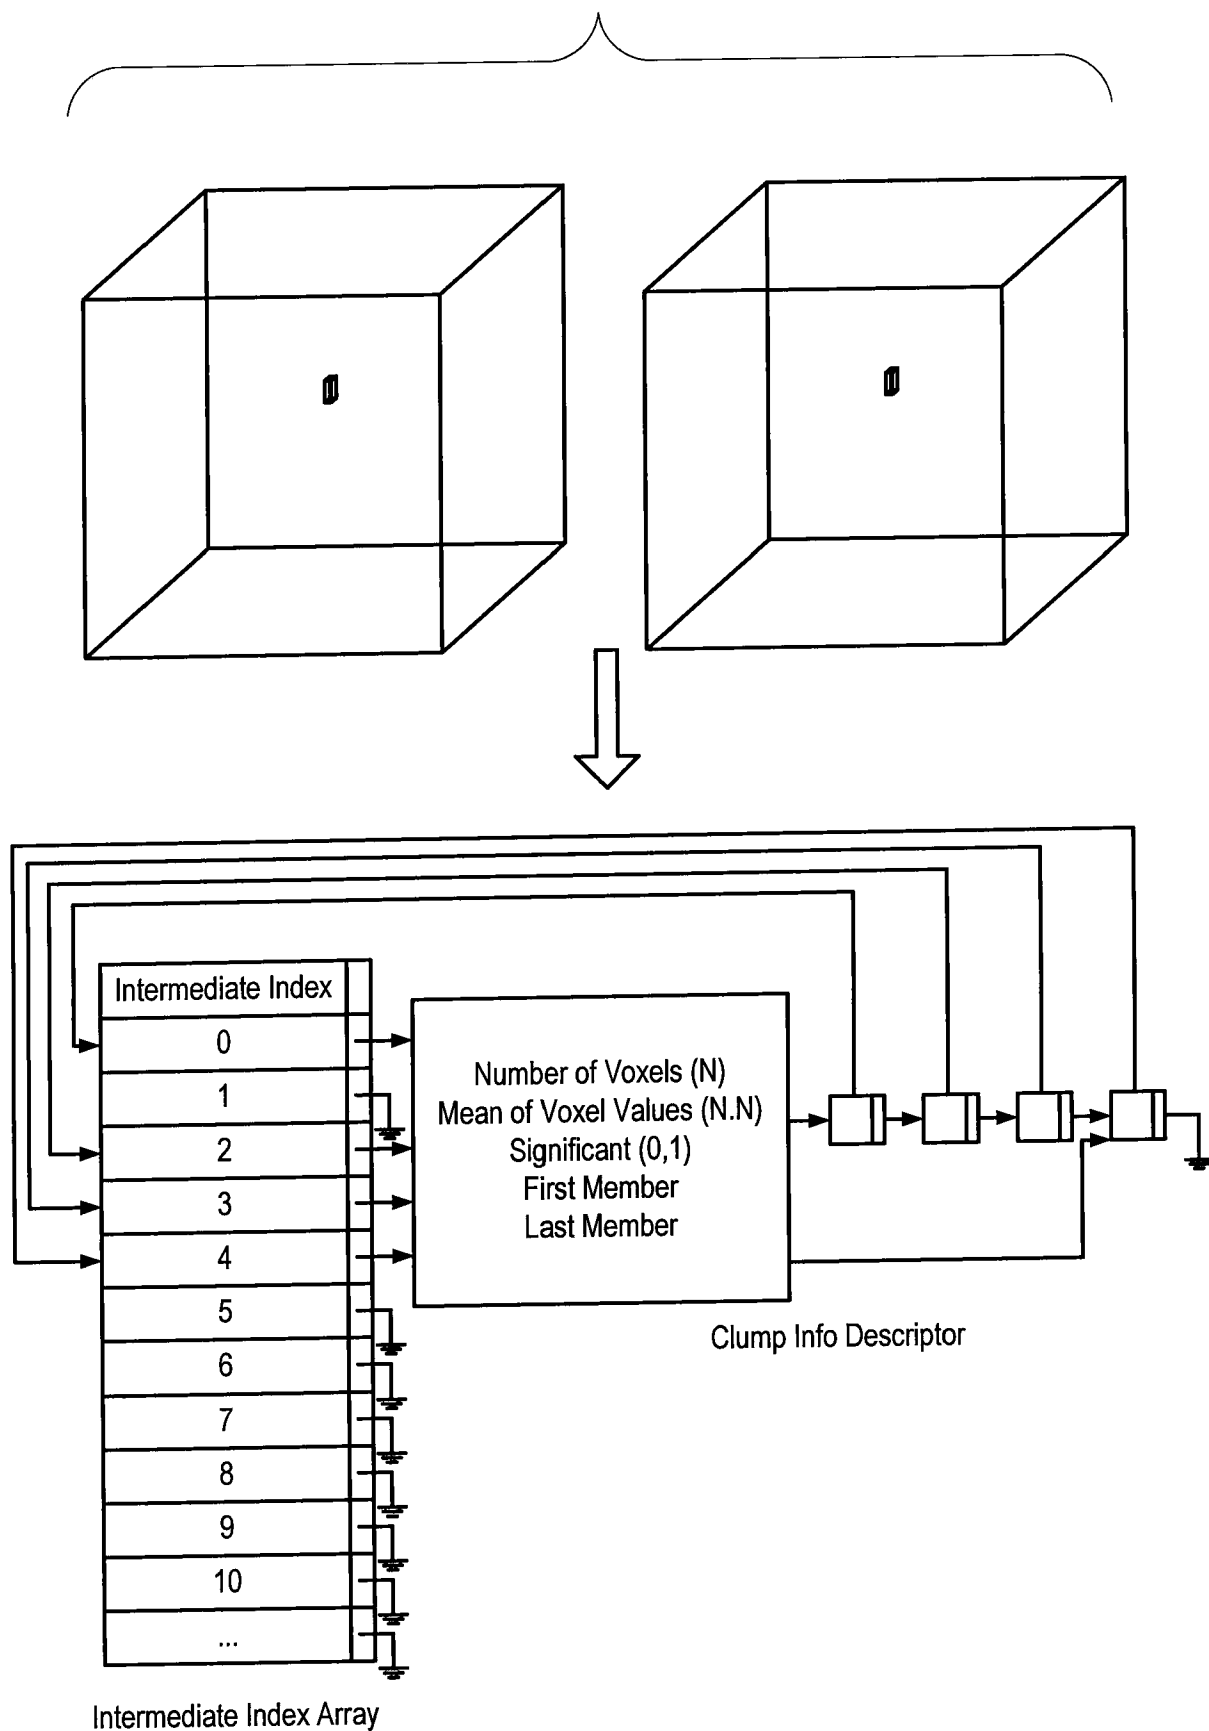 Intermediate Index
0
1
2
3
4
5
6
7
8
9
10
...
Number of Voxels (N)
Mean of Voxel Values (N.N)
Significant (0,1)
First Member
Last Member
Clump Info Descriptor
Intermediate Index Array